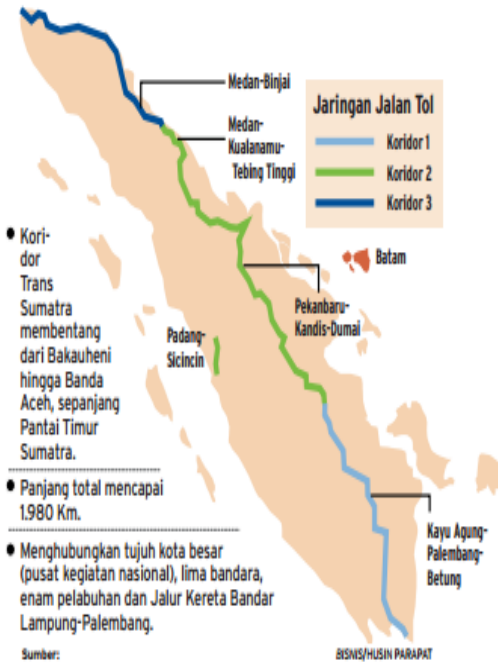 Medan-Binjai
Medan-
Kualanamu-
Tebing Tinggi
Jaringan Jalan Tol
Koridor 1
Koridor 2
Koridor 3
Batam
Pekanbaru-
Kandis-Dumai
Padang-
Sicincin
• Kori-
dor
Trans
Sumatra
membentang
dari Bakauheni
hingga Banda
Aceh, sepanjang
Pantai Timur
Sumatra.
• Panjang total mencapai
1.980 Km.
Kayu Agung-
Palembang-
Betung
• Menghubungkan tujuh kota besar
(pusat kegiatan nasional), lima bandara,
enam pelabuhan dan Jalur Kereta Bandar
Lampung-Palembang.
Sumber:
BISNIS/HUSIN PARAPAT